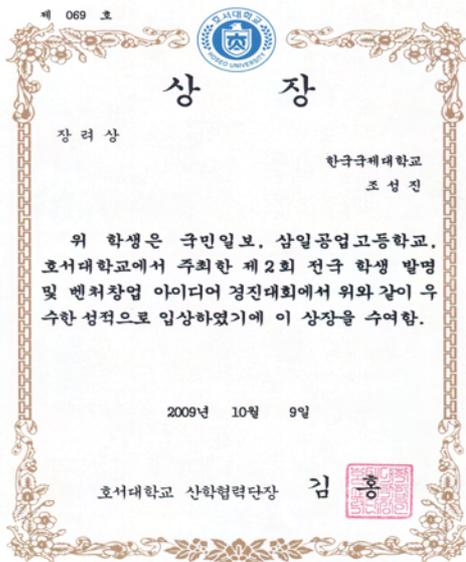 제 069 호
호서대학교
HOSEO UNIVERSITY
상 장
장 려 상
한국국제대학교
조 성 진
위 학생은 국민일보, 삼일공업고등학교,
호서대학교에서 주최한 제2회 전국 학생 발명
및 벤처창업 아이디어 경진대회에서 위와 같이 우
수한 성적으로 입상하였기에 이 상장을 수여함.
2009년 10월 9일
호서대학교 산학협력단장 김 홍